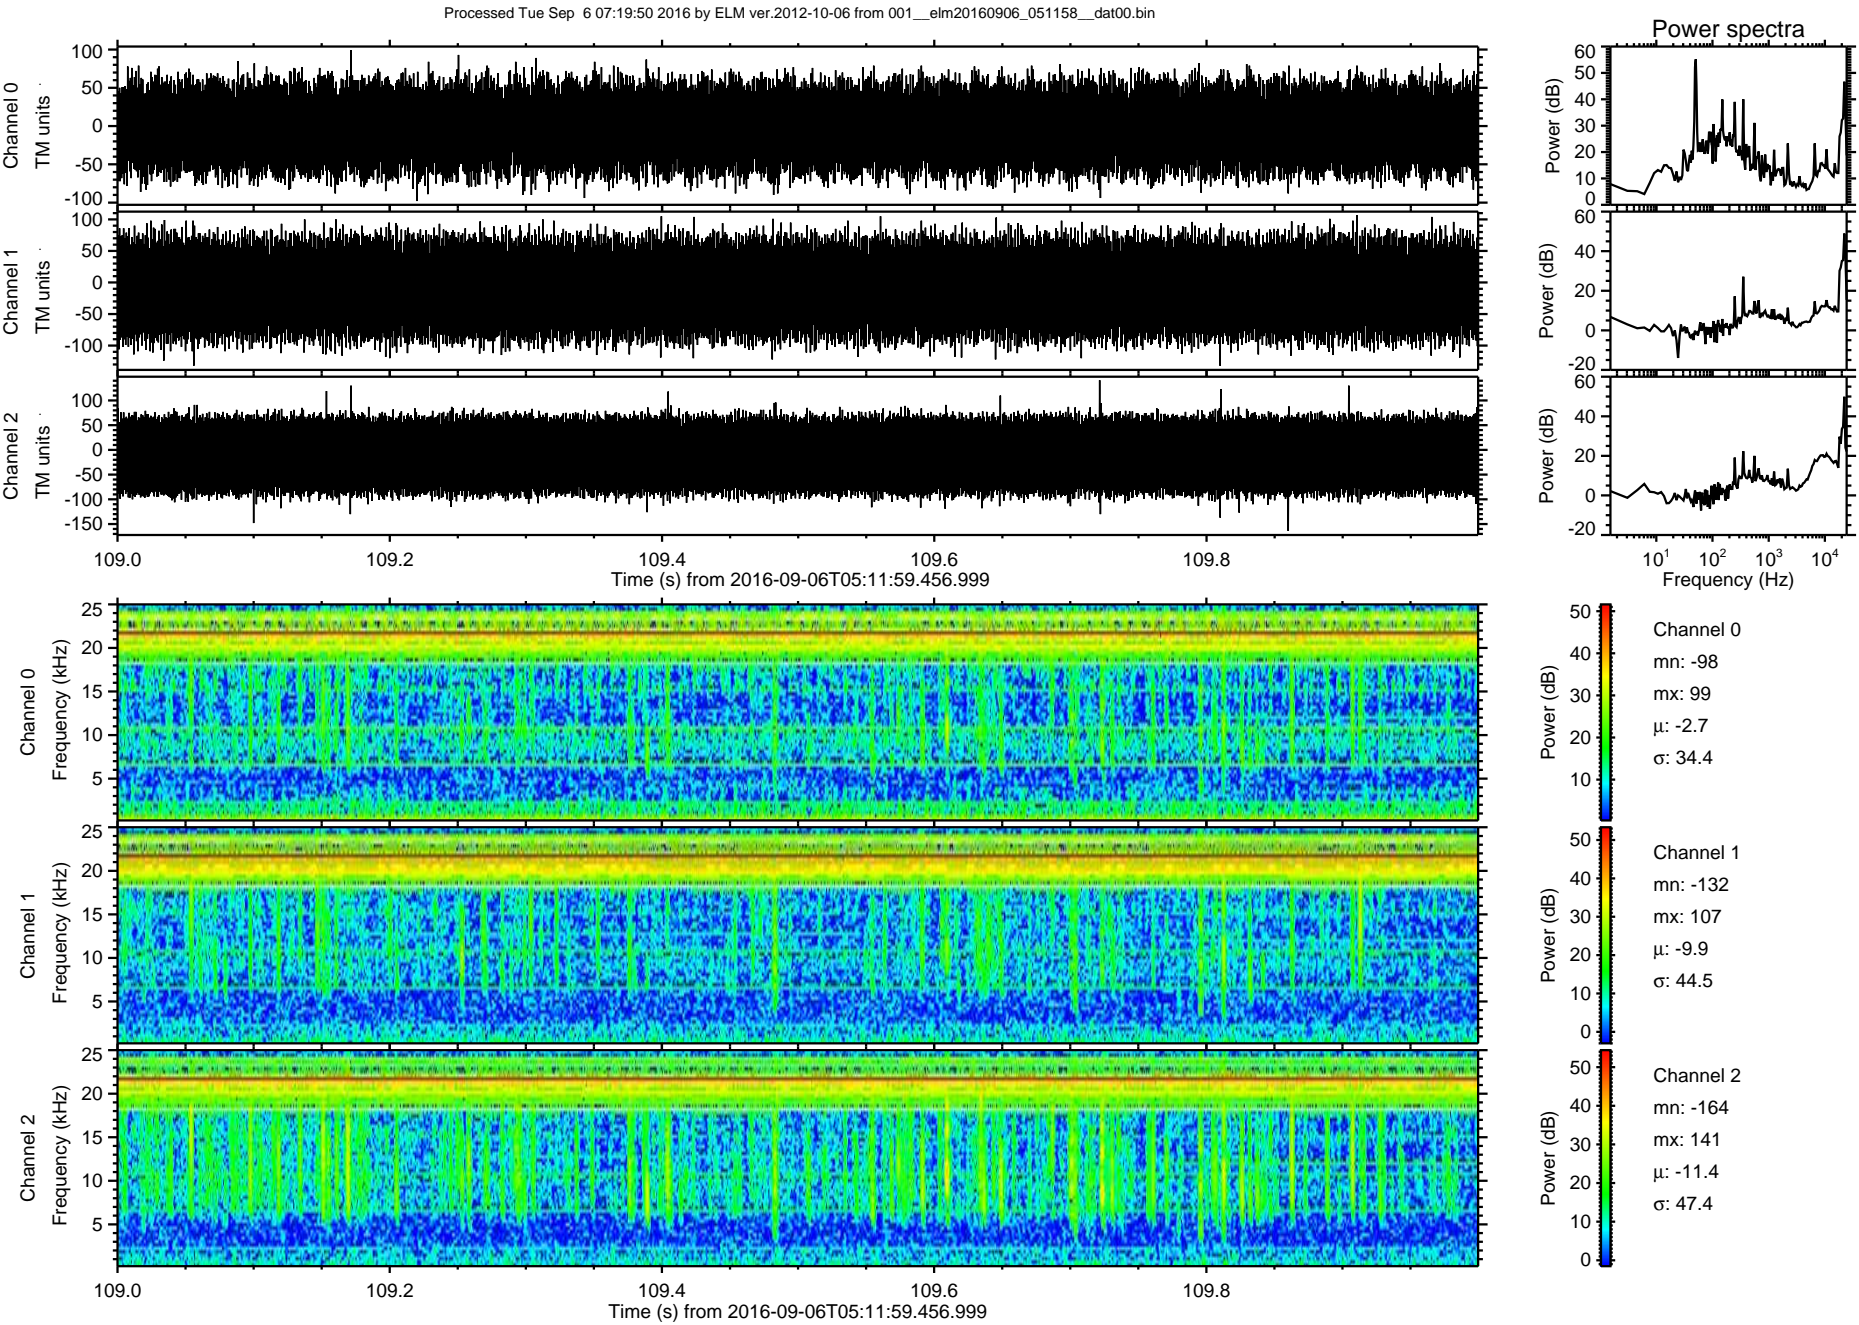 Processed Tue Sep  6 07:19:50 2016 by ELM ver.2012-10-06 from 001__elm20160906_051158__dat00.bin
Power spectra
Channel 0
TM units
100
50
0
-50
-100
Power (dB)
60
50
40
30
20
10
0
Channel 1
TM units
100
50
0
-50
-100
Power (dB)
60
40
20
0
-20
Channel 2
TM units
100
50
0
-50
-100
-150
Power (dB)
60
40
20
0
-20
109.0 109.2 109.4 109.6 109.8
Time (s) from 2016-09-06T05:11:59.456.999
10¹ 10² 10³ 10⁴
Frequency (Hz)
Channel 0
Frequency (kHz)
25
20
15
10
5
Power (dB)
50
40
30
20
10
Channel 0
mn: -98
mx: 99
μ: -2.7
σ: 34.4
Channel 1
Frequency (kHz)
25
20
15
10
5
Power (dB)
50
40
30
20
10
0
Channel 1
mn: -132
mx: 107
μ: -9.9
σ: 44.5
Channel 2
Frequency (kHz)
25
20
15
10
5
Power (dB)
50
40
30
20
10
0
Channel 2
mn: -164
mx: 141
μ: -11.4
σ: 47.4
109.0 109.2 109.4 109.6 109.8
Time (s) from 2016-09-06T05:11:59.456.999